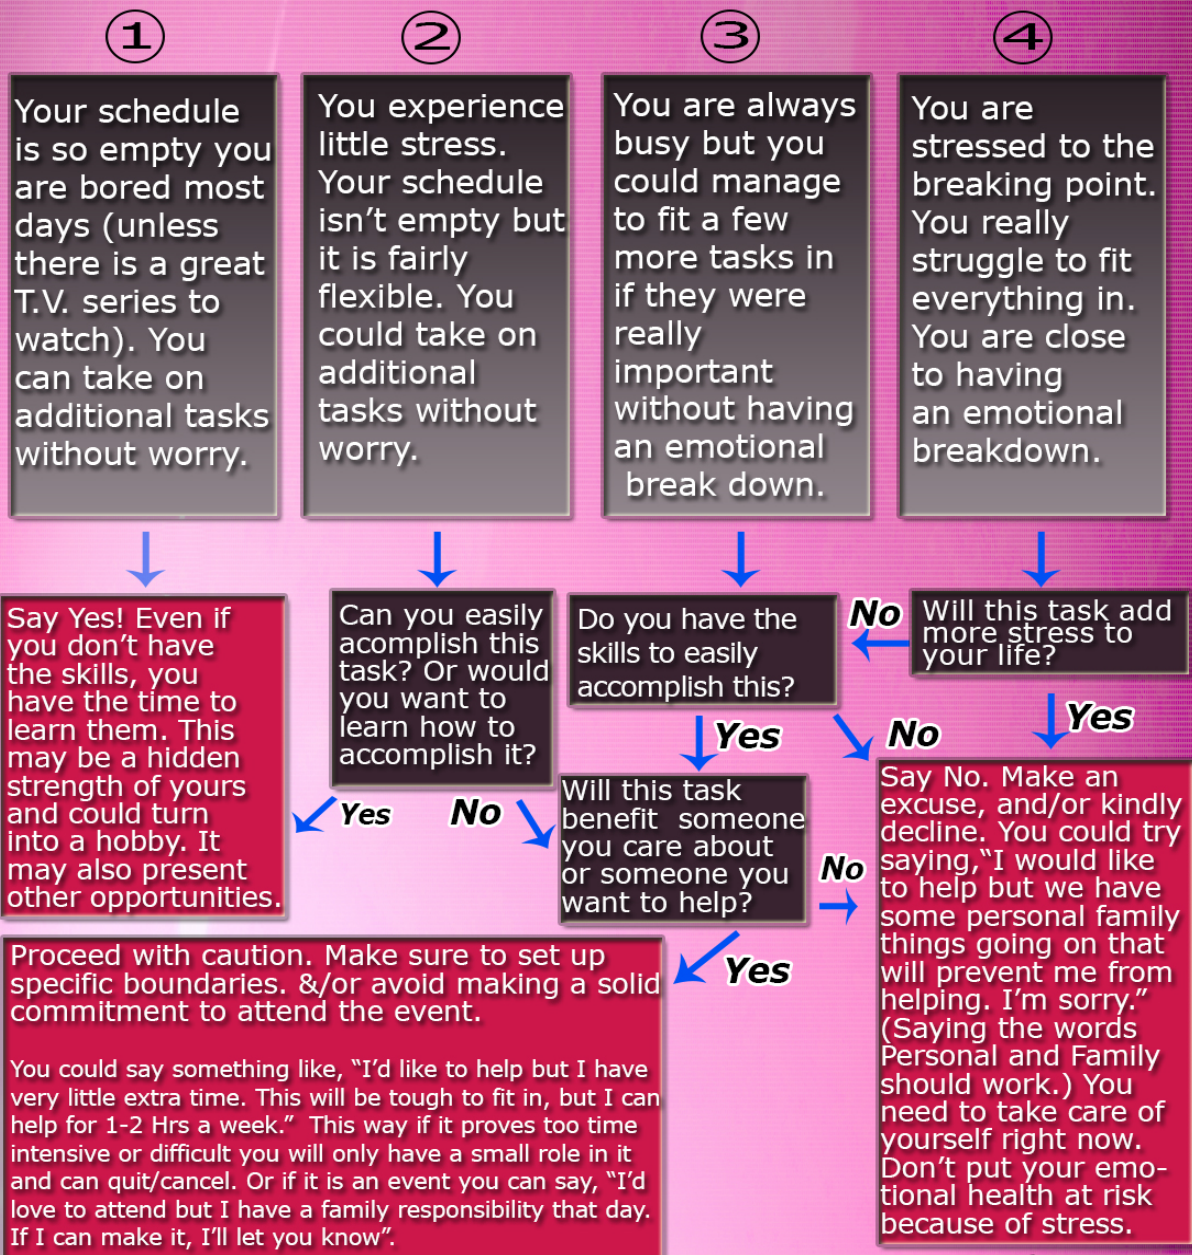 1
2
3
4
Your schedule
is so empty you
are bored most
days (unless
there is a great
T.V. series to
watch). You
can take on
additional tasks
without worry.
You experience
little stress.
Your schedule
isn't empty but
it is fairly
flexible. You
could take on
additional
tasks without
worry.
You are always
busy but you
could manage
to fit a few
more tasks in
if they were
really
important
without having
an emotional
break down.
You are
stressed to the
breaking point.
You really
struggle to fit
everything in.
You are close
to having
an emotional
breakdown.
Say Yes! Even if
you don't have
the skills, you
have the time to
learn them. This
may be a hidden
strength of yours
and could turn
into a hobby. It
may also present
other opportunities.
Can you easily
acomplish this
task? Or would
you want to
learn how to
accomplish it?
Yes
No
Do you have the
skills to easily
accomplish this?
Yes
No
No
Will this task add
more stress to
your life?
Yes
Will this task
benefit someone
you care about
or someone you
want to help?
No
Yes
Say No. Make an
excuse, and/or kindly
decline. You could try
saying,“I would like
to help but we have
some personal family
things going on that
will prevent me from
helping. I'm sorry.”
(Saying the words
Personal and Family
should work.) You
need to take care of
yourself right now.
Don't put your emo-
tional health at risk
because of stress.
Proceed with caution. Make sure to set up
specific boundaries. &/or avoid making a solid
commitment to attend the event.
You could say something like, “I'd like to help but I have
very little extra time. This will be tough to fit in, but I can
help for 1-2 Hrs a week.” This way if it proves too time
intensive or difficult you will only have a small role in it
and can quit/cancel. Or if it is an event you can say, “I'd
love to attend but I have a family responsibility that day.
If I can make it, I'll let you know”.